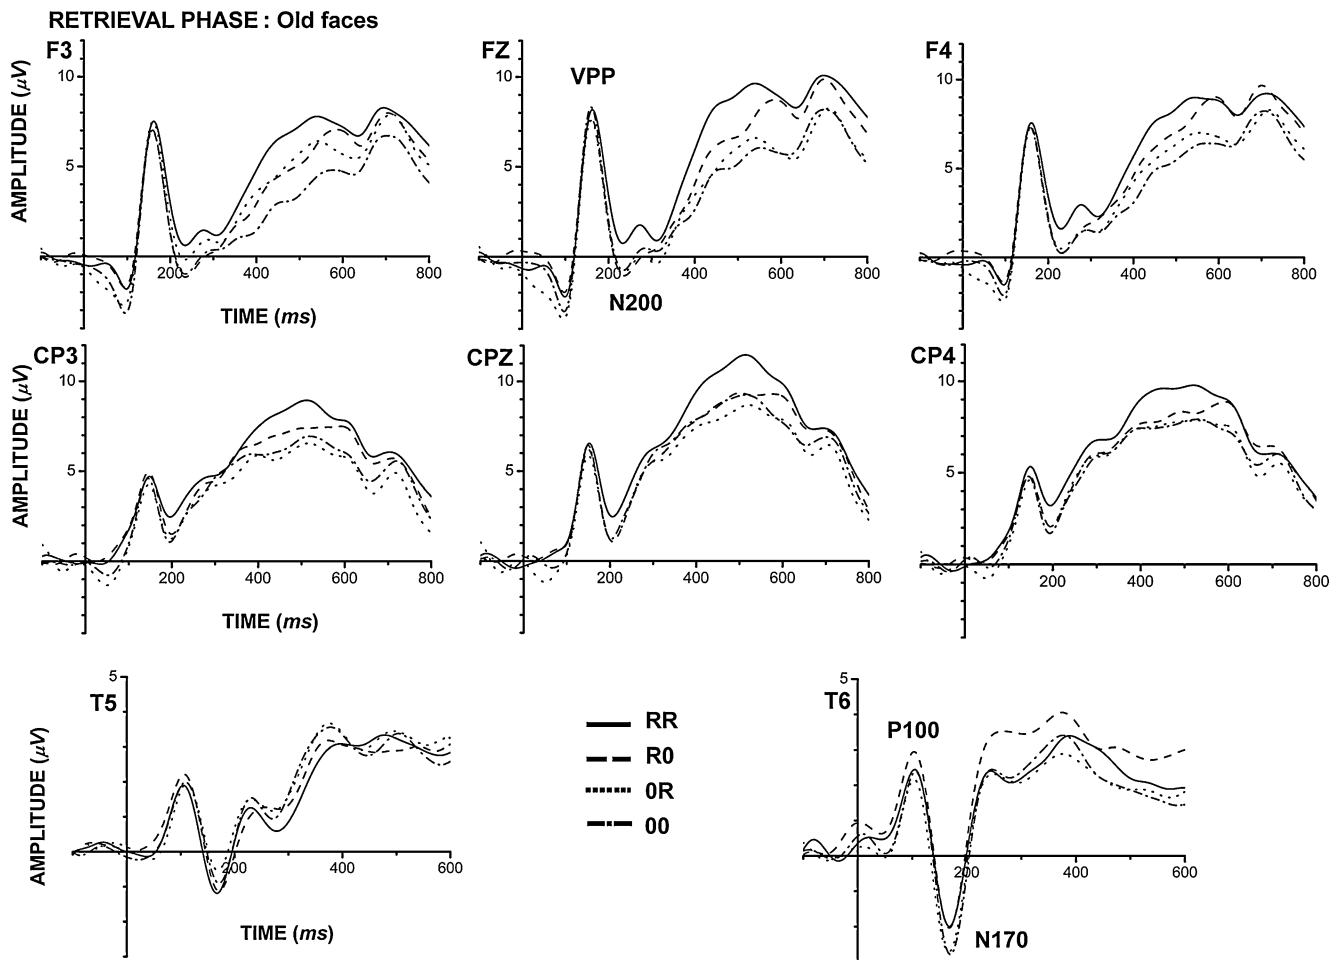 RETRIEVAL PHASE : Old faces
F3
FZ
F4
AMPLITUDE (μV)
10
5
200 400 600 800
TIME (ms)
VPP
10
5
200 400 600 800
N200
10
5
200 400 600 800
CP3
CPZ
CP4
AMPLITUDE (μV)
10
5
200 400 600 800
TIME (ms)
10
5
200 400 600 800
10
5
200 400 600 800
T5
AMPLITUDE (μV)
5
200 400 600
TIME (ms)
RR
R0
0R
00
T6
5
P100
200 400 600
N170